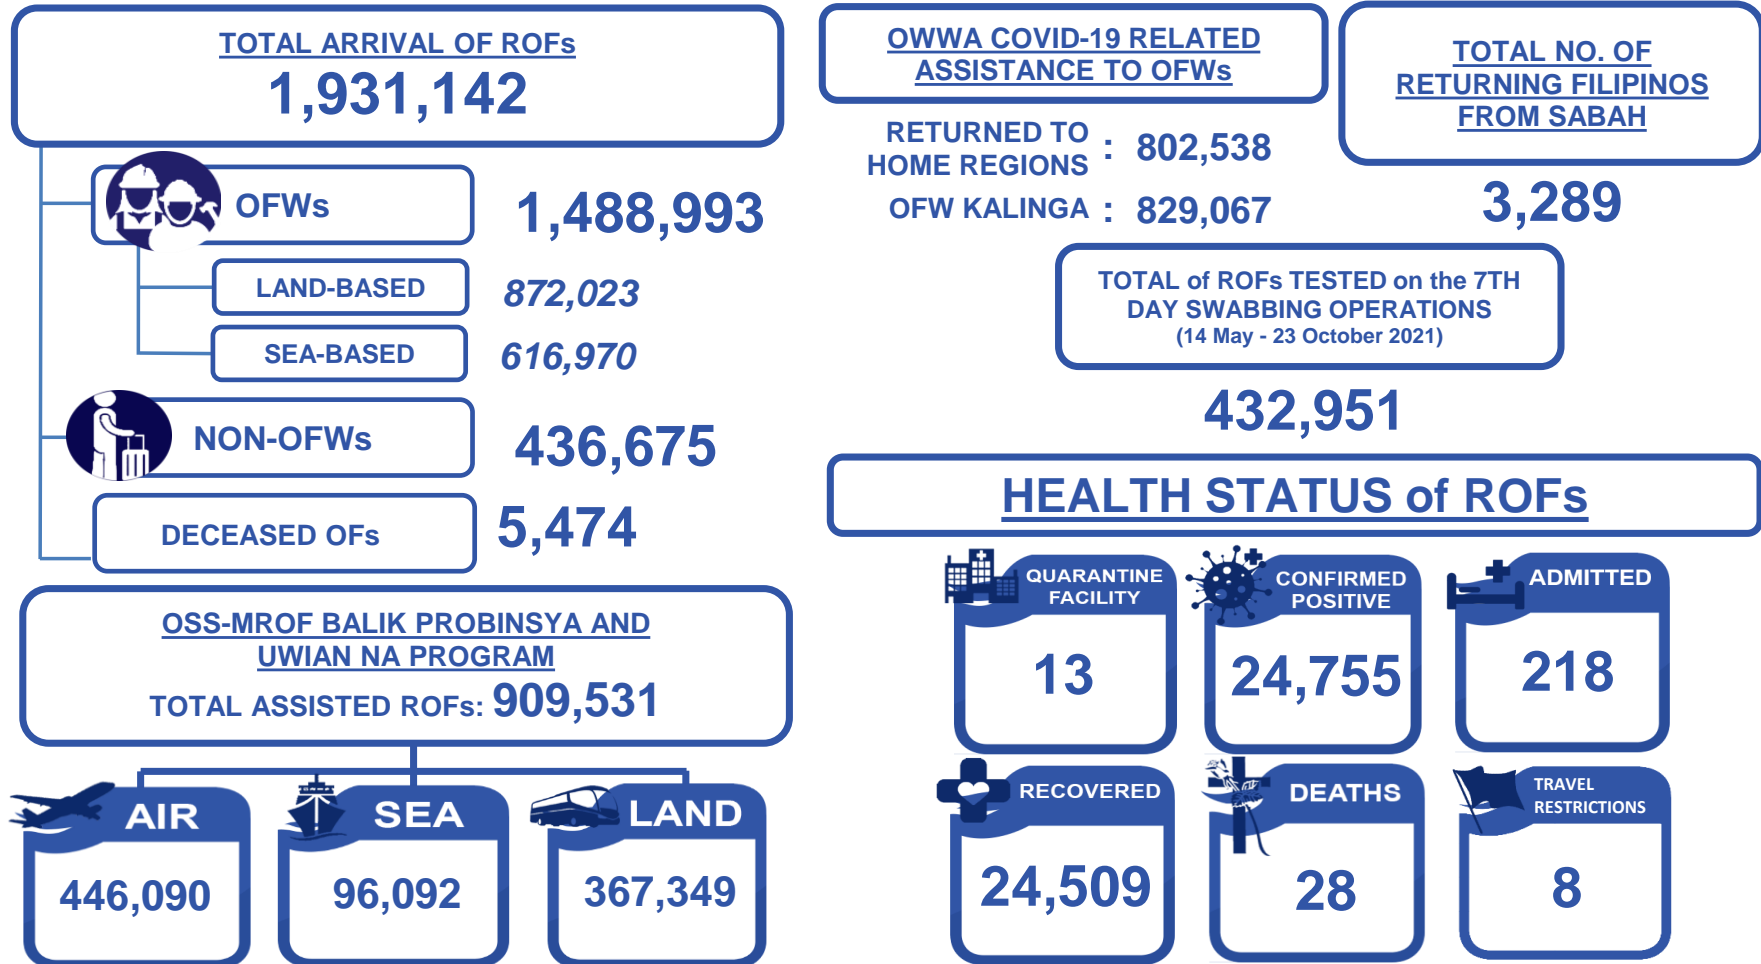 TOTAL ARRIVAL OF ROFs
1,931,142
OFWs
1,488,993
LAND-BASED
872,023
SEA-BASED
616,970
NON-OFWs
436,675
DECEASED OFs
5,474
OSS-MROF BALIK PROBINSYA AND
UWIAN NA PROGRAM
TOTAL ASSISTED ROFs: 909,531
AIR
446,090
SEA
96,092
LAND
367,349
OWWA COVID-19 RELATED
ASSISTANCE TO OFWs
RETURNED TO
HOME REGIONS : 802,538
OFW KALINGA : 829,067
TOTAL NO. OF
RETURNING FILIPINOS
FROM SABAH
3,289
TOTAL of ROFs TESTED on the 7TH
DAY SWABBING OPERATIONS
(14 May - 23 October 2021)
432,951
HEALTH STATUS of ROFs
QUARANTINE
FACILITY
13
CONFIRMED
POSITIVE
24,755
ADMITTED
218
RECOVERED
24,509
DEATHS
28
TRAVEL
RESTRICTIONS
8